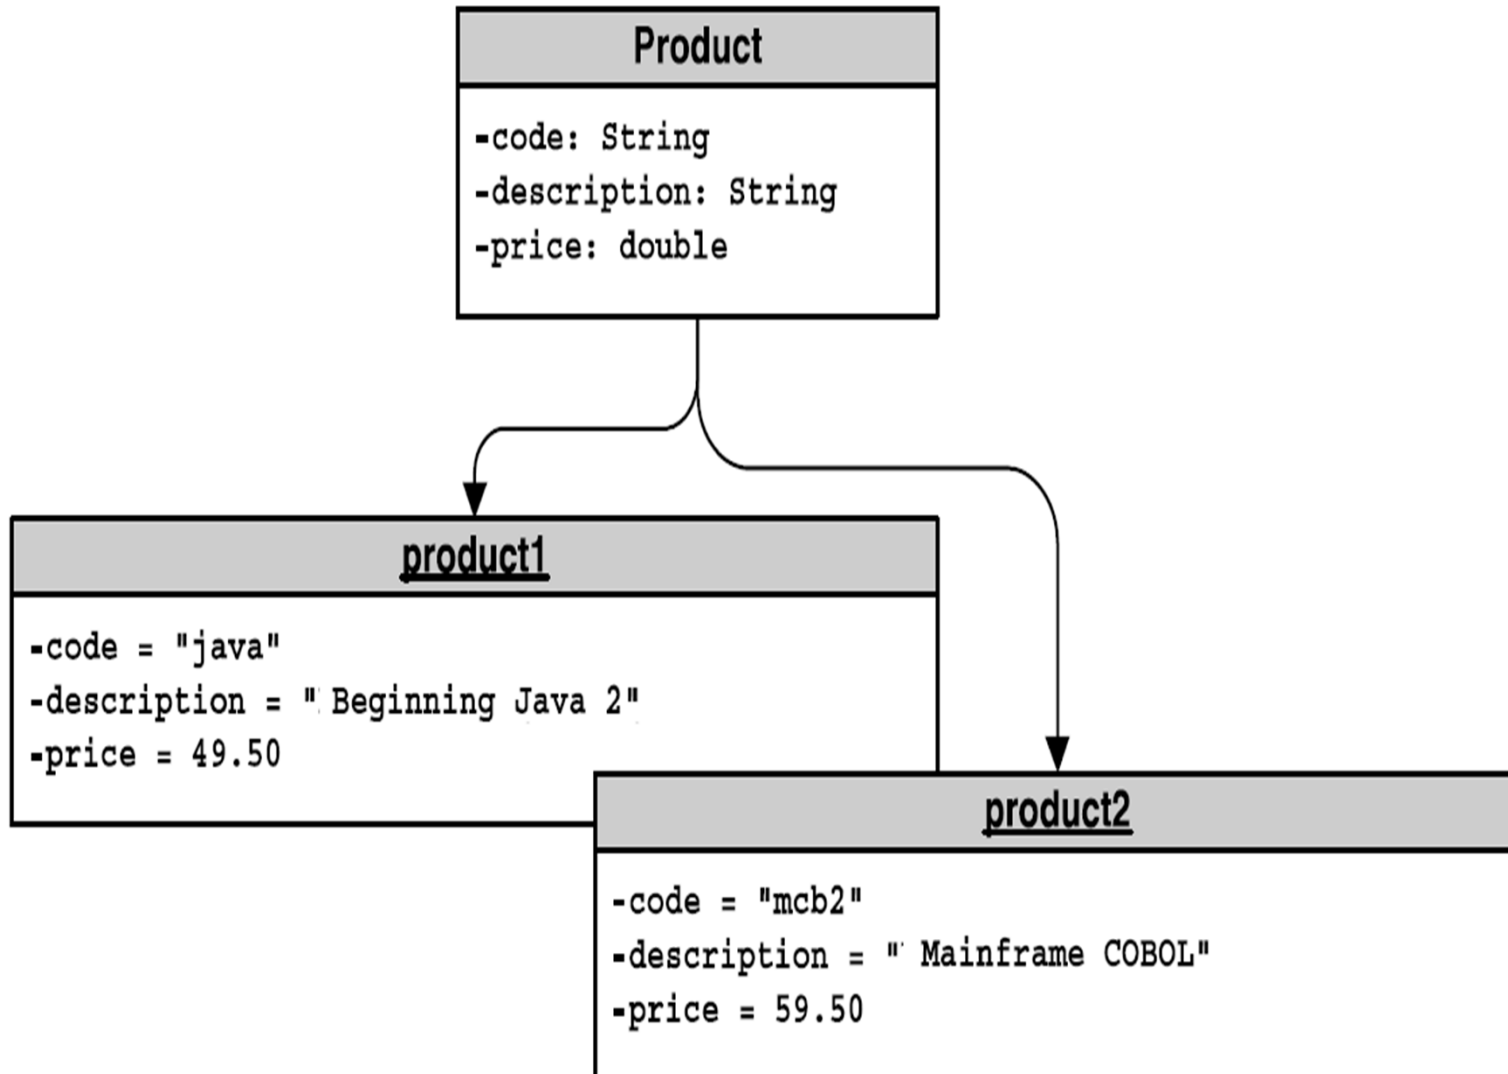 Product
-code: String
-description: String
-price: double
product1
-code = "java"
-description = " Beginning Java 2"
-price = 49.50
product2
-code = "mcb2"
-description = " Mainframe COBOL"
-price = 59.50